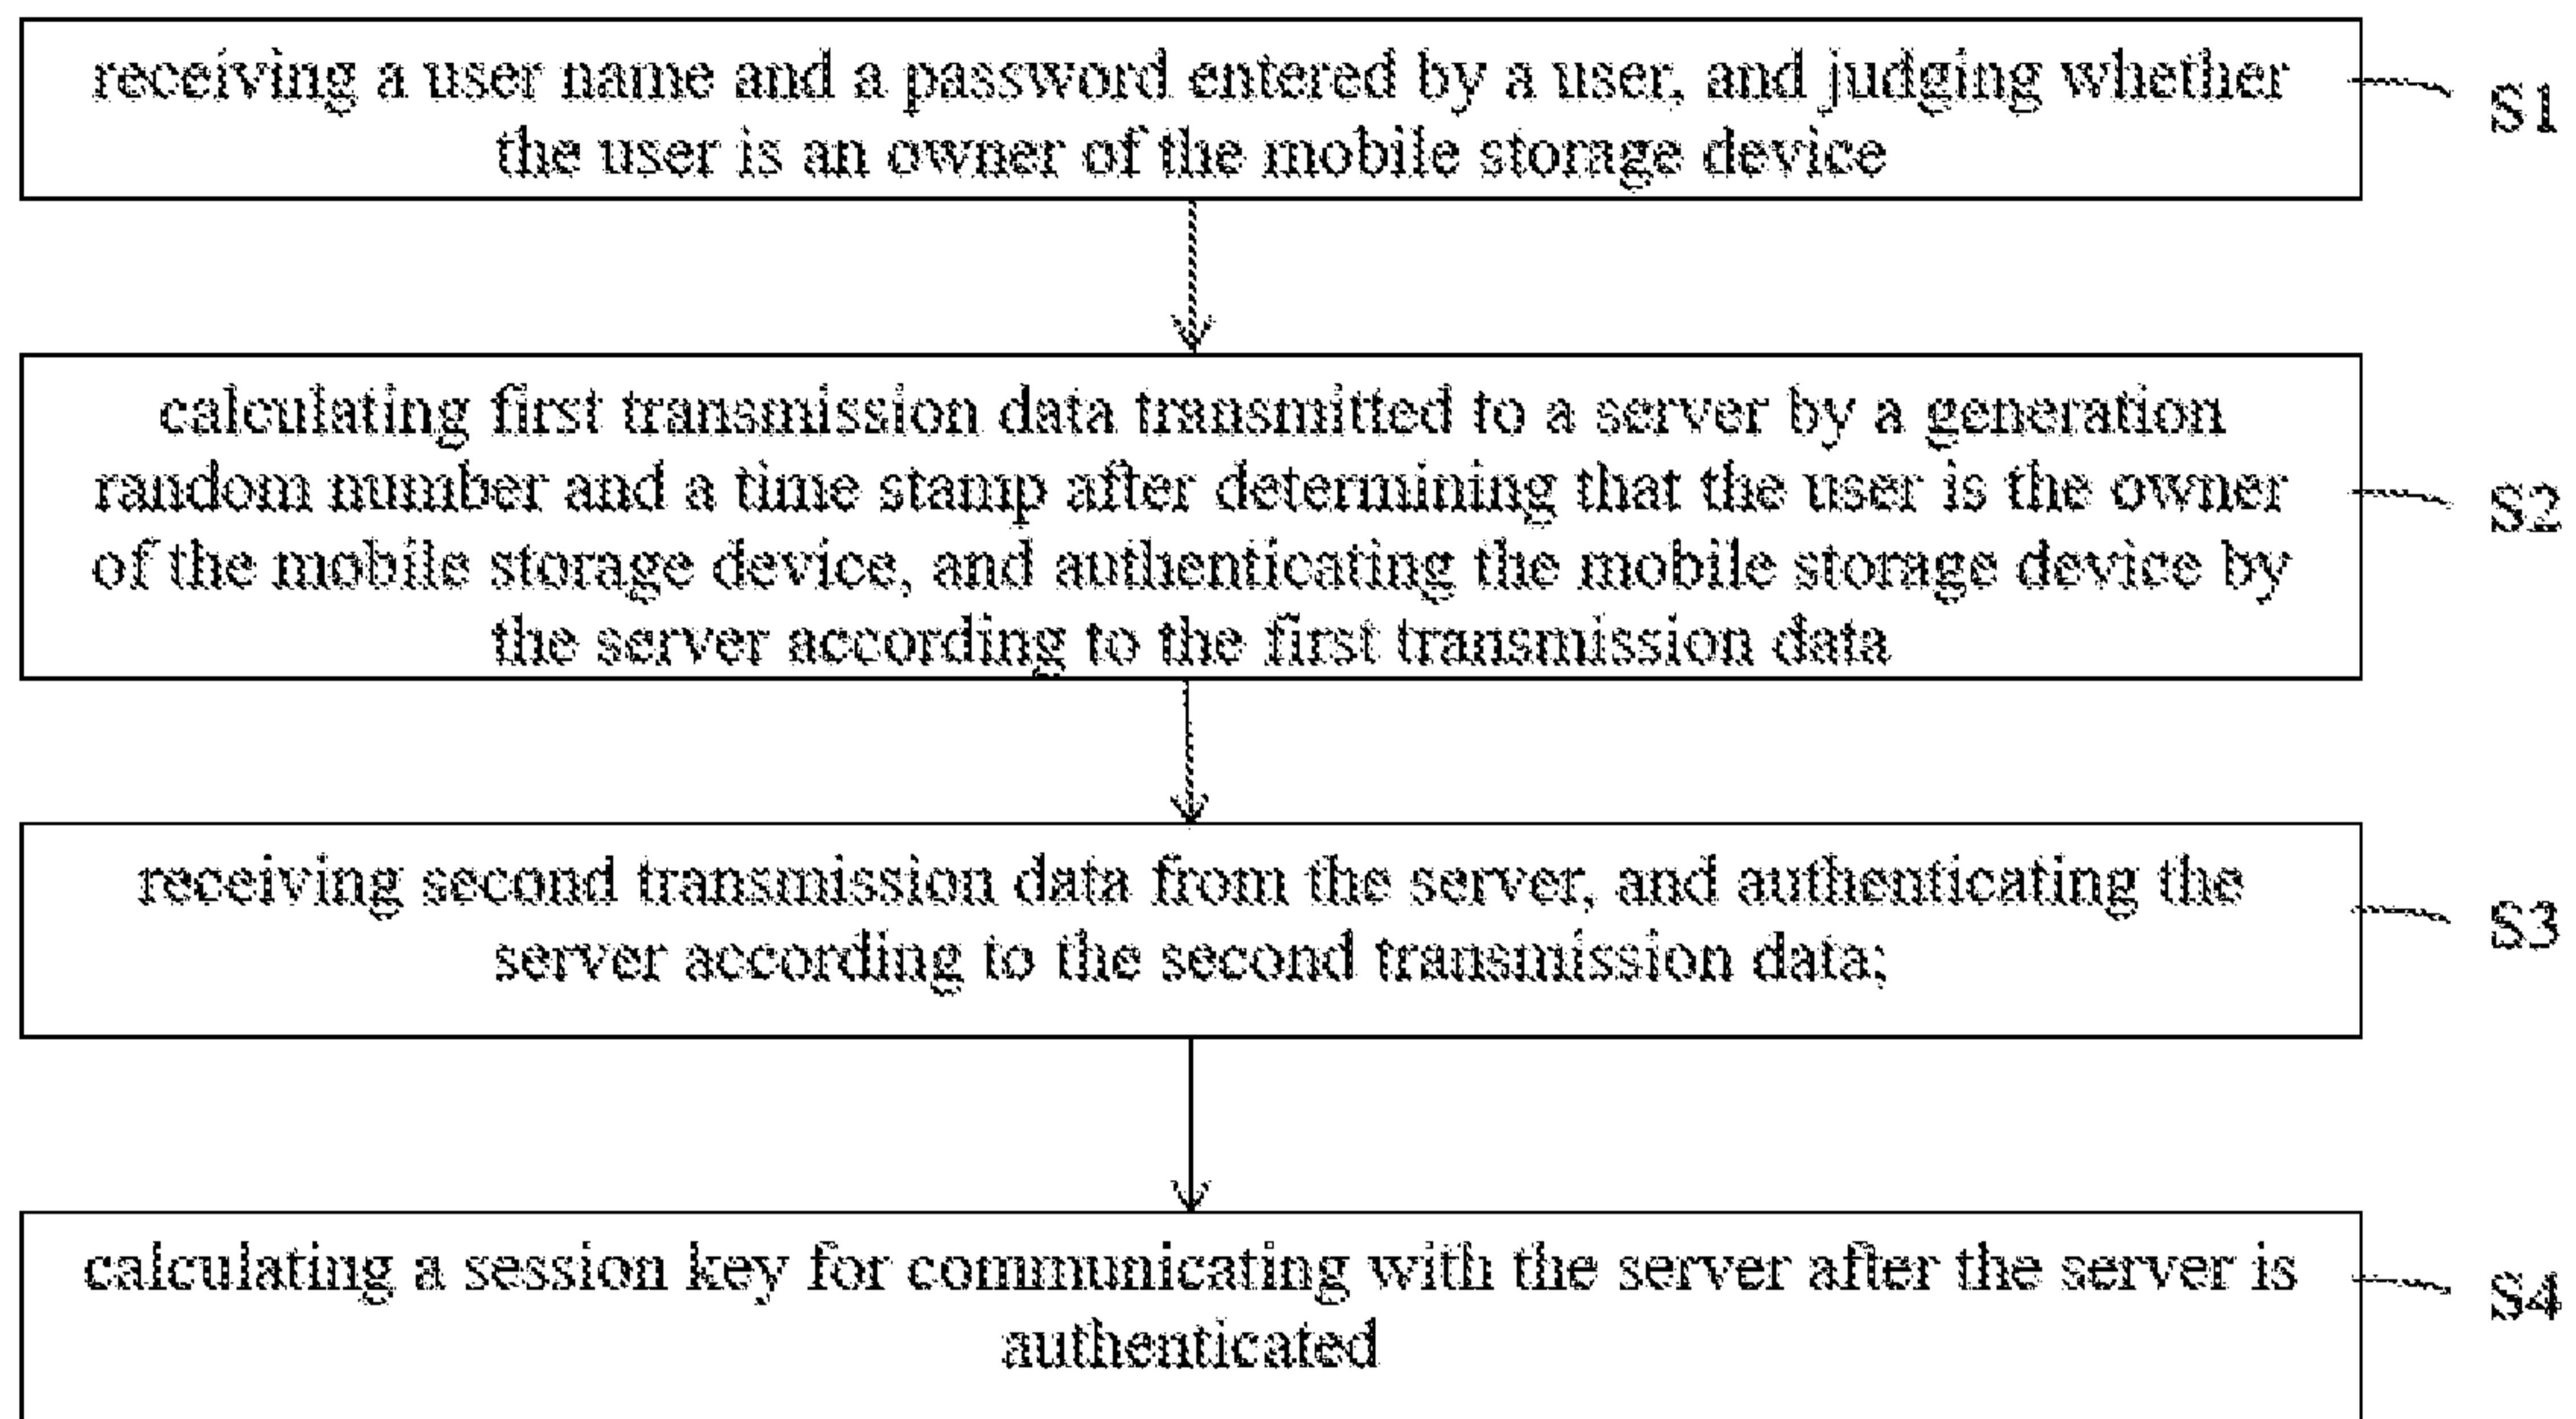 receiving a user name and a password entered by a user, and judging whether
the user is an owner of the mobile storage device
S1
calculating first transmission data transmitted to a server by a generation
random number and a time stamp after determining that the user is the owner
of the mobile storage device, and authenticating the mobile storage device by
the server according to the first transmission data
S2
receiving second transmission data from the server, and authenticating the
server according to the second transmission data;
S3
calculating a session key for communicating with the server after the server is
authenticated
S4